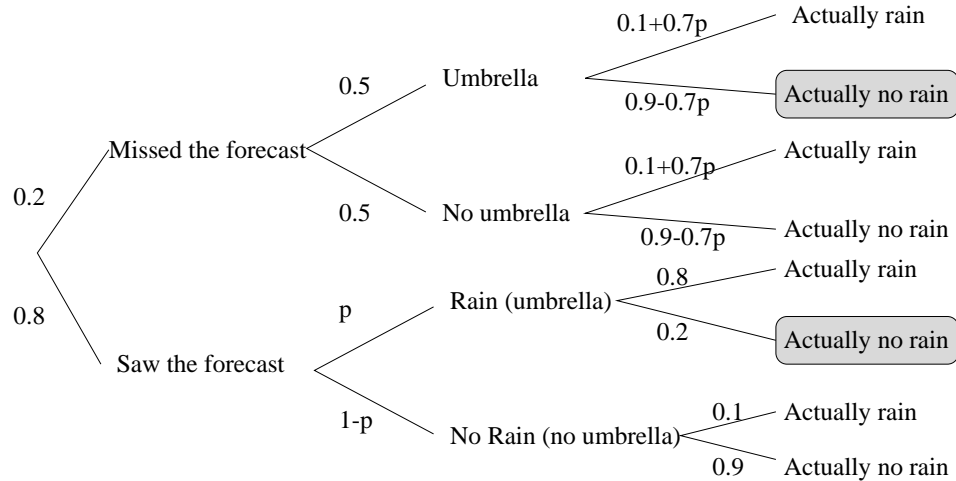 Actually rain
0.1+0.7p
Umbrella
0.5
Actually no rain
0.9-0.7p
Missed the forecast
Actually rain
0.1+0.7p
0.2
0.5
No umbrella
Actually no rain
0.9-0.7p
Actually rain
0.8
Rain (umbrella)
0.8
p
0.2
Actually no rain
Saw the forecast
1-p
No Rain (no umbrella)
0.1
Actually rain
0.9
Actually no rain